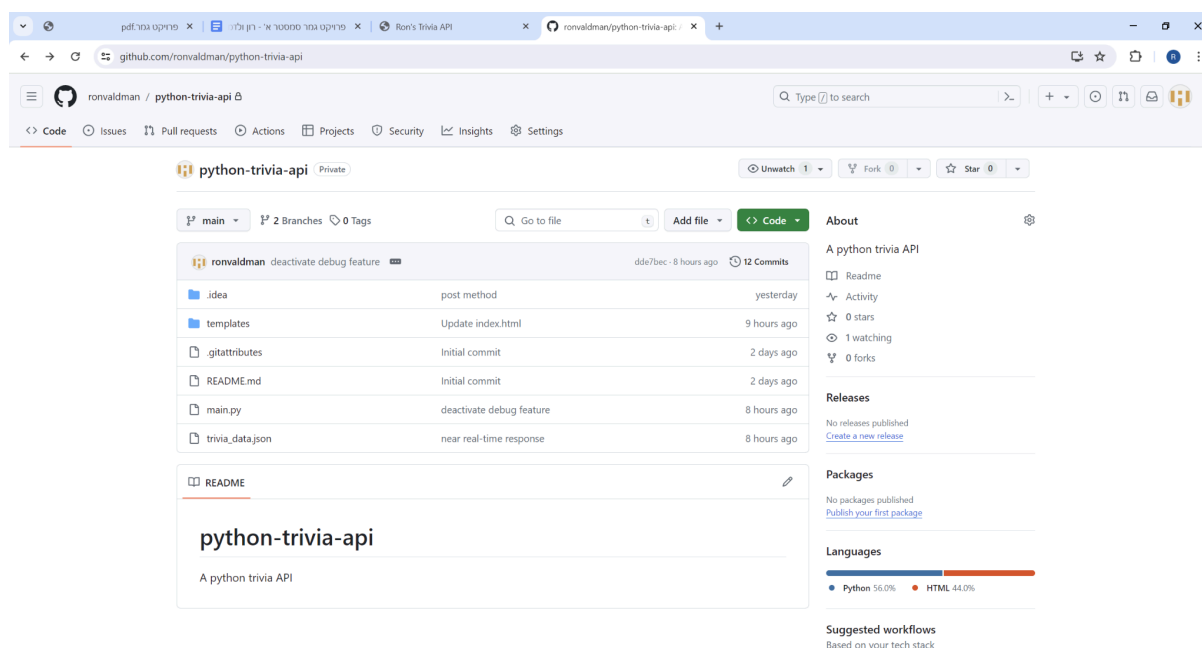 פרויקט גמר.pdf
פרויקט גמר סמסטר א' - רון ולד
Ron's Trivia API
ronvaldman/python-trivia-api: A
github.com/ronvaldman/python-trivia-api
R
ronvaldman / python-trivia-api
Type / to search
Code Issues Pull requests Actions Projects Security Insights Settings
python-trivia-api Private
Unwatch 1 Fork 0 Star 0
main 2 Branches 0 Tags
Go to file t Add file Code
About
A python trivia API
ronvaldman deactivate debug feature dde7bec · 8 hours ago 12 Commits
Readme
.idea post method yesterday
Activity
templates Update index.html 9 hours ago
0 stars
1 watching
.gitattributes Initial commit 2 days ago
0 forks
README.md Initial commit 2 days ago
main.py deactivate debug feature 8 hours ago
trivia_data.json near real-time response 8 hours ago
Releases
No releases published
Create a new release
README
python-trivia-api
A python trivia API
Packages
No packages published
Publish your first package
Languages
Python 56.0% HTML 44.0%
Suggested workflows
Based on your tech stack